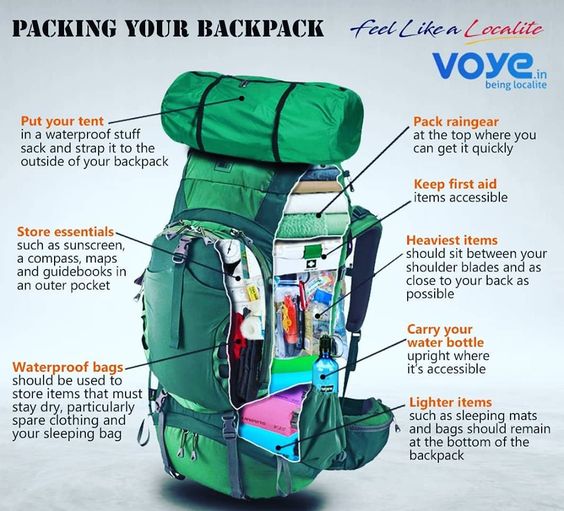 PACKING YOUR BACKPACK
Feel Like a Localite
voye.in
being localite
Put your tent
in a waterproof stuff
sack and strap it to the
outside of your backpack
Pack raingear
at the top where you
can get it quickly
Keep first aid
items accessible
Store essentials
such as sunscreen,
a compass, maps
and guidebooks in
an outer pocket
Heaviest items
should sit between your
shoulder blades and as
close to your back as
possible
Carry your
water bottle
upright where
it's accessible
Waterproof bags
should be used to
store items that must
stay dry, particularly
spare clothing and
your sleeping bag
Lighter items
such as sleeping mats
and bags should remain
at the bottom of the
backpack